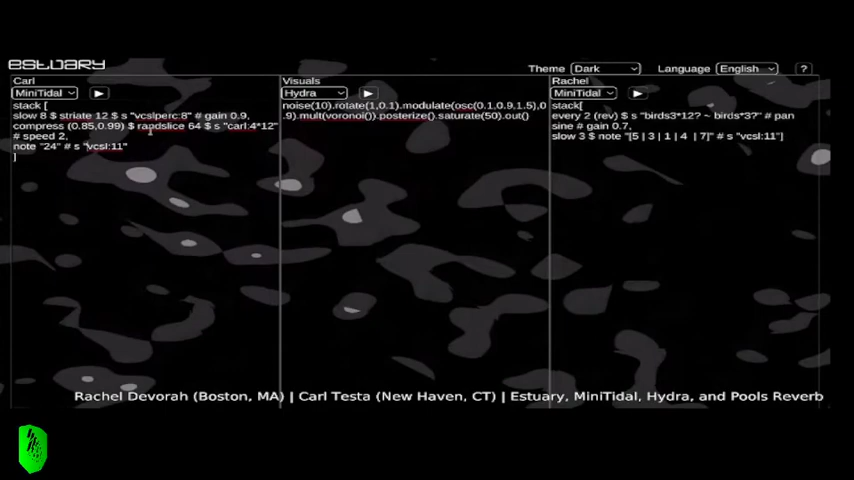 estuary
Theme Dark Language English ?
Carl
MiniTidal
stack [
slow 8 $ striate 12 $ s "vcslperc:8" # gain 0.9,
compress (0.85,0.99) $ randslice 64 $ s "carl:4*12"
# speed 2,
note "24" # s "vcsl:11"
]
Visuals
Hydra
noise(10).rotate(1,0.1).modulate(osc(0.1,0.9,1.5),0
.9).mult(voronoi()).posterize().saturate(50).out()
Rachel
MiniTidal
stack[
every 2 (rev) $ s "birds3*12? ~ birds*3?" # pan
sine # gain 0.7,
slow 3 $ note "[5 | 3 | 1 | 4 | 7]" # s "vcsl:11"]
Rachel Devorah (Boston, MA) | Carl Testa (New Haven, CT) | Estuary, MiniTidal, Hydra, and Pools Reverb